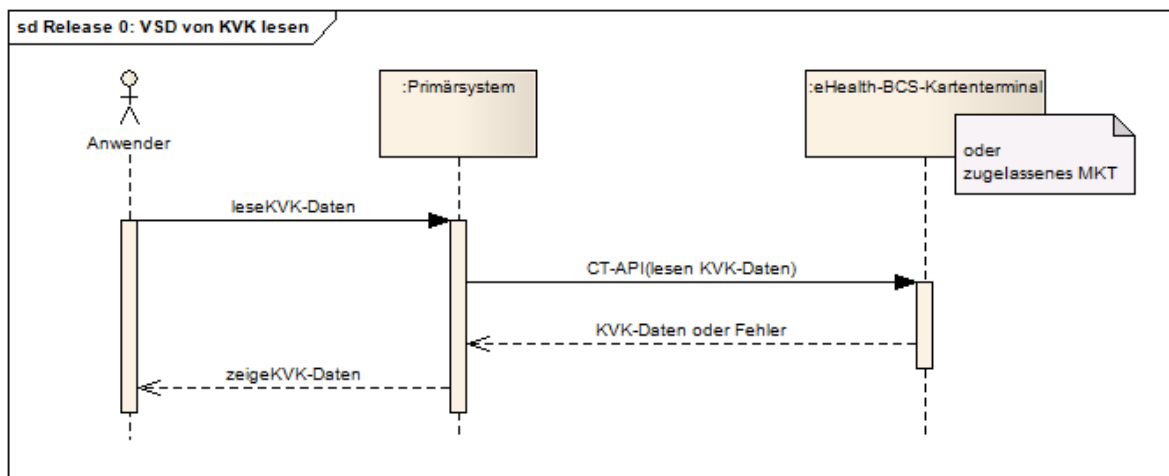 sd Release 0: VSD von KVK lesen
:Primärsystem
:eHealth-BCS-Kartenterminal
Anwender
oder
zugelassenes MKT
leseKVK-Daten
CT-API(lesen KVK-Daten)
KVK-Daten oder Fehler
zeigeKVK-Daten